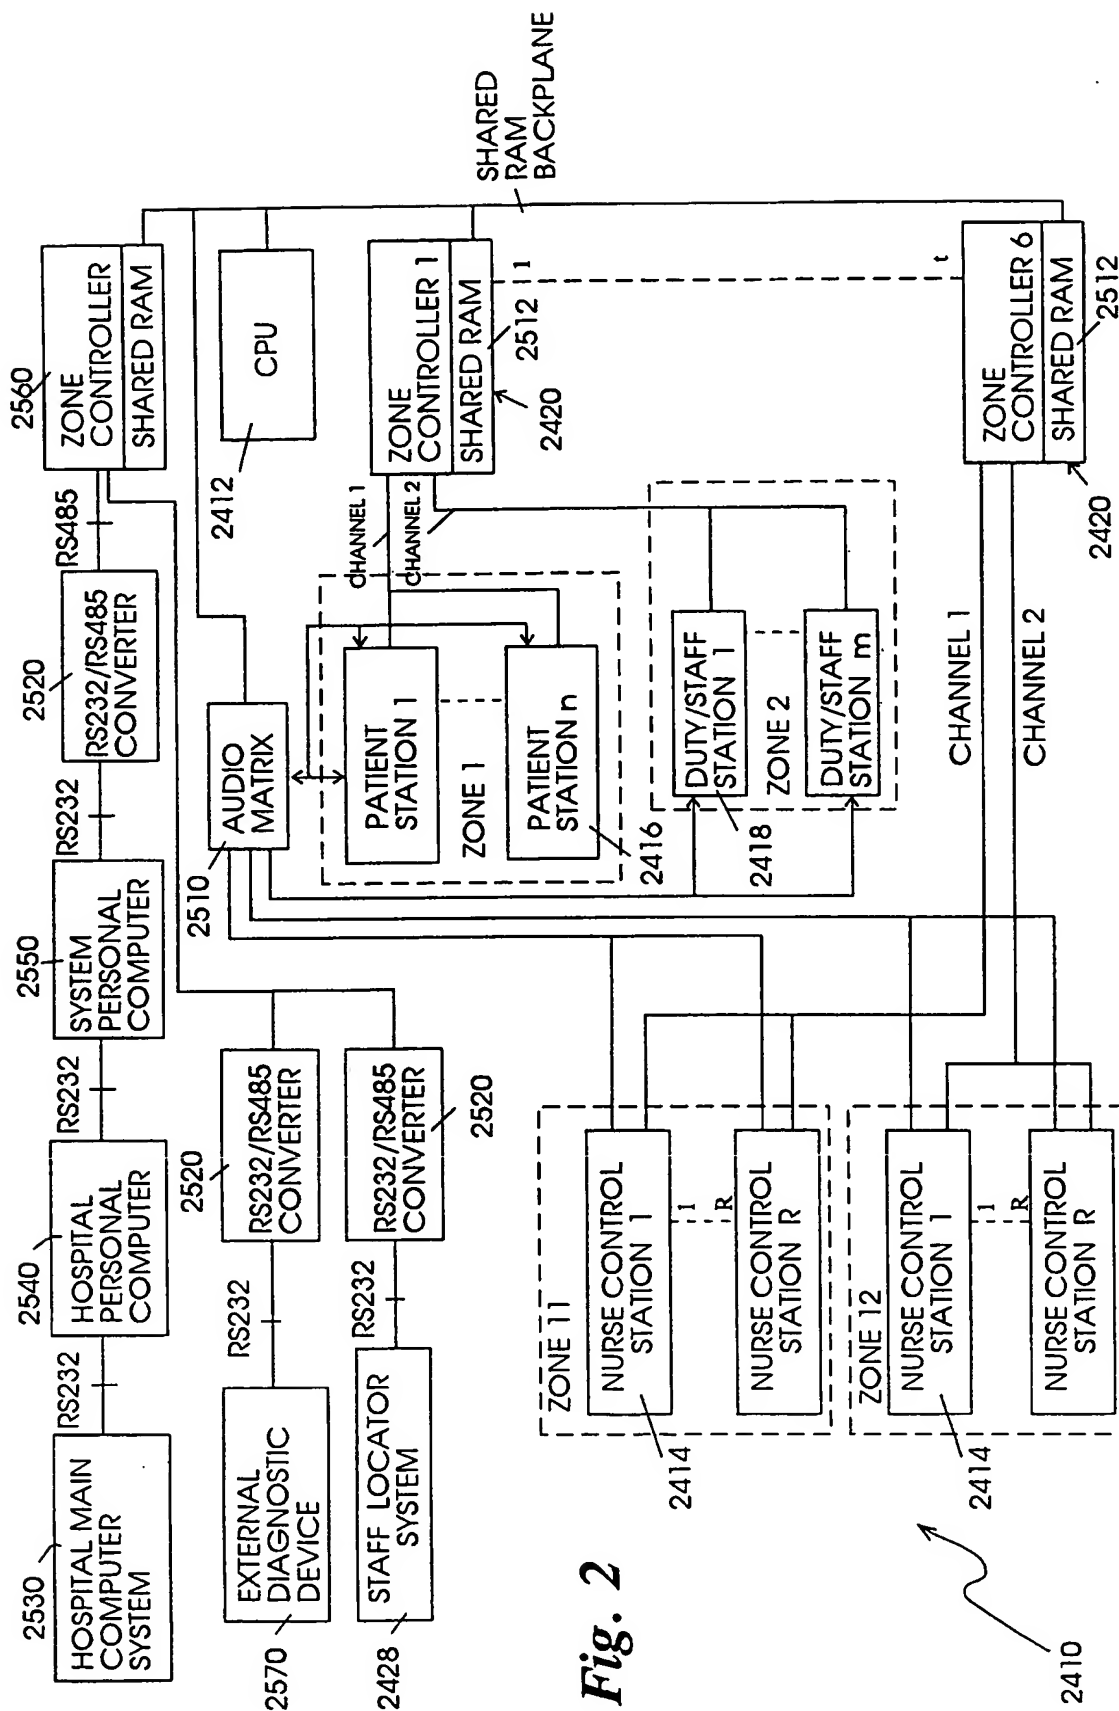 2530
HOSPITAL MAIN
COMPUTER
SYSTEM
RS232
2540
HOSPITAL
PERSONAL
COMPUTER
RS232
2550
SYSTEM
PERSONAL
COMPUTER
RS232
2520
RS232/RS485
CONVERTER
RS485
2560
ZONE
CONTROLLER
SHARED RAM
2570
EXTERNAL
DIAGNOSTIC
DEVICE
RS232
2520
RS232/RS485
CONVERTER
2428
STAFF LOCATOR
SYSTEM
RS232
RS232/RS485
CONVERTER
2520
2510
AUDIO
MATRIX
2412
CPU
SHARED
RAM
BACKPLANE
PATIENT
STATION 1
ZONE 1
PATIENT
STATION n
2416
CHANNEL 1
CHANNEL 2
ZONE
CONTROLLER 1
SHARED RAM
2512
2420
1
t
DUTY/STAFF
STATION 1
2418
ZONE 2
DUTY/STAFF
STATION m
ZONE 11
NURSE CONTROL
STATION 1
1
R
NURSE CONTROL
STATION R
2414
ZONE 12
NURSE CONTROL
STATION 1
1
R
NURSE CONTROL
STATION R
2414
CHANNEL 1
CHANNEL 2
ZONE
CONTROLLER 6
SHARED RAM
2512
2420
Fig. 2
2410